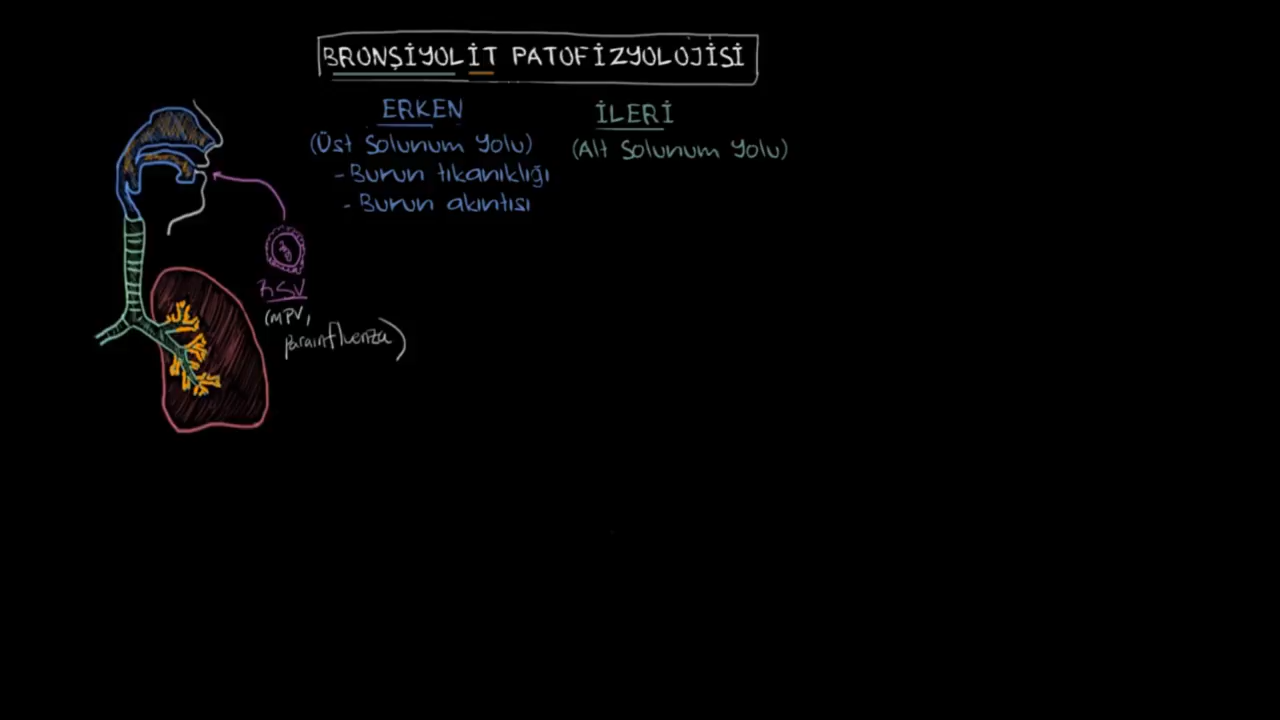 BRONŞİYOLİT PATOFİZYOLOJİSİ
ERKEN
(Üst Solunum Yolu)
- Burun tıkanıklığı
- Burun akıntısı
İLERİ
(Alt Solunum Yolu)
RSV
(MPV,
parainfluenza)